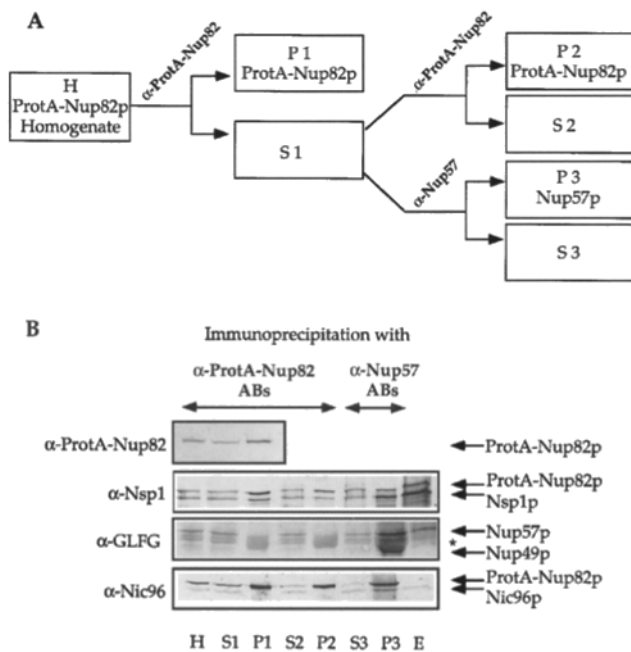 A
H
ProtA-Nup82p
Homogenate
α-ProtA-Nup82
P 1
ProtA-Nup82p
S 1
α-ProtA-Nup82
P 2
ProtA-Nup82p
S 2
α-Nup57
P 3
Nup57p
S 3
B
Immunoprecipitation with
α-ProtA-Nup82
ABs
α-Nup57
ABs
α-ProtA-Nup82
ProtA-Nup82p
α-Nsp1
ProtA-Nup82p
Nsp1p
α-GLFG
Nup57p
*
Nup49p
α-Nic96
ProtA-Nup82p
Nic96p
H S1 P1 S2 P2 S3 P3 E